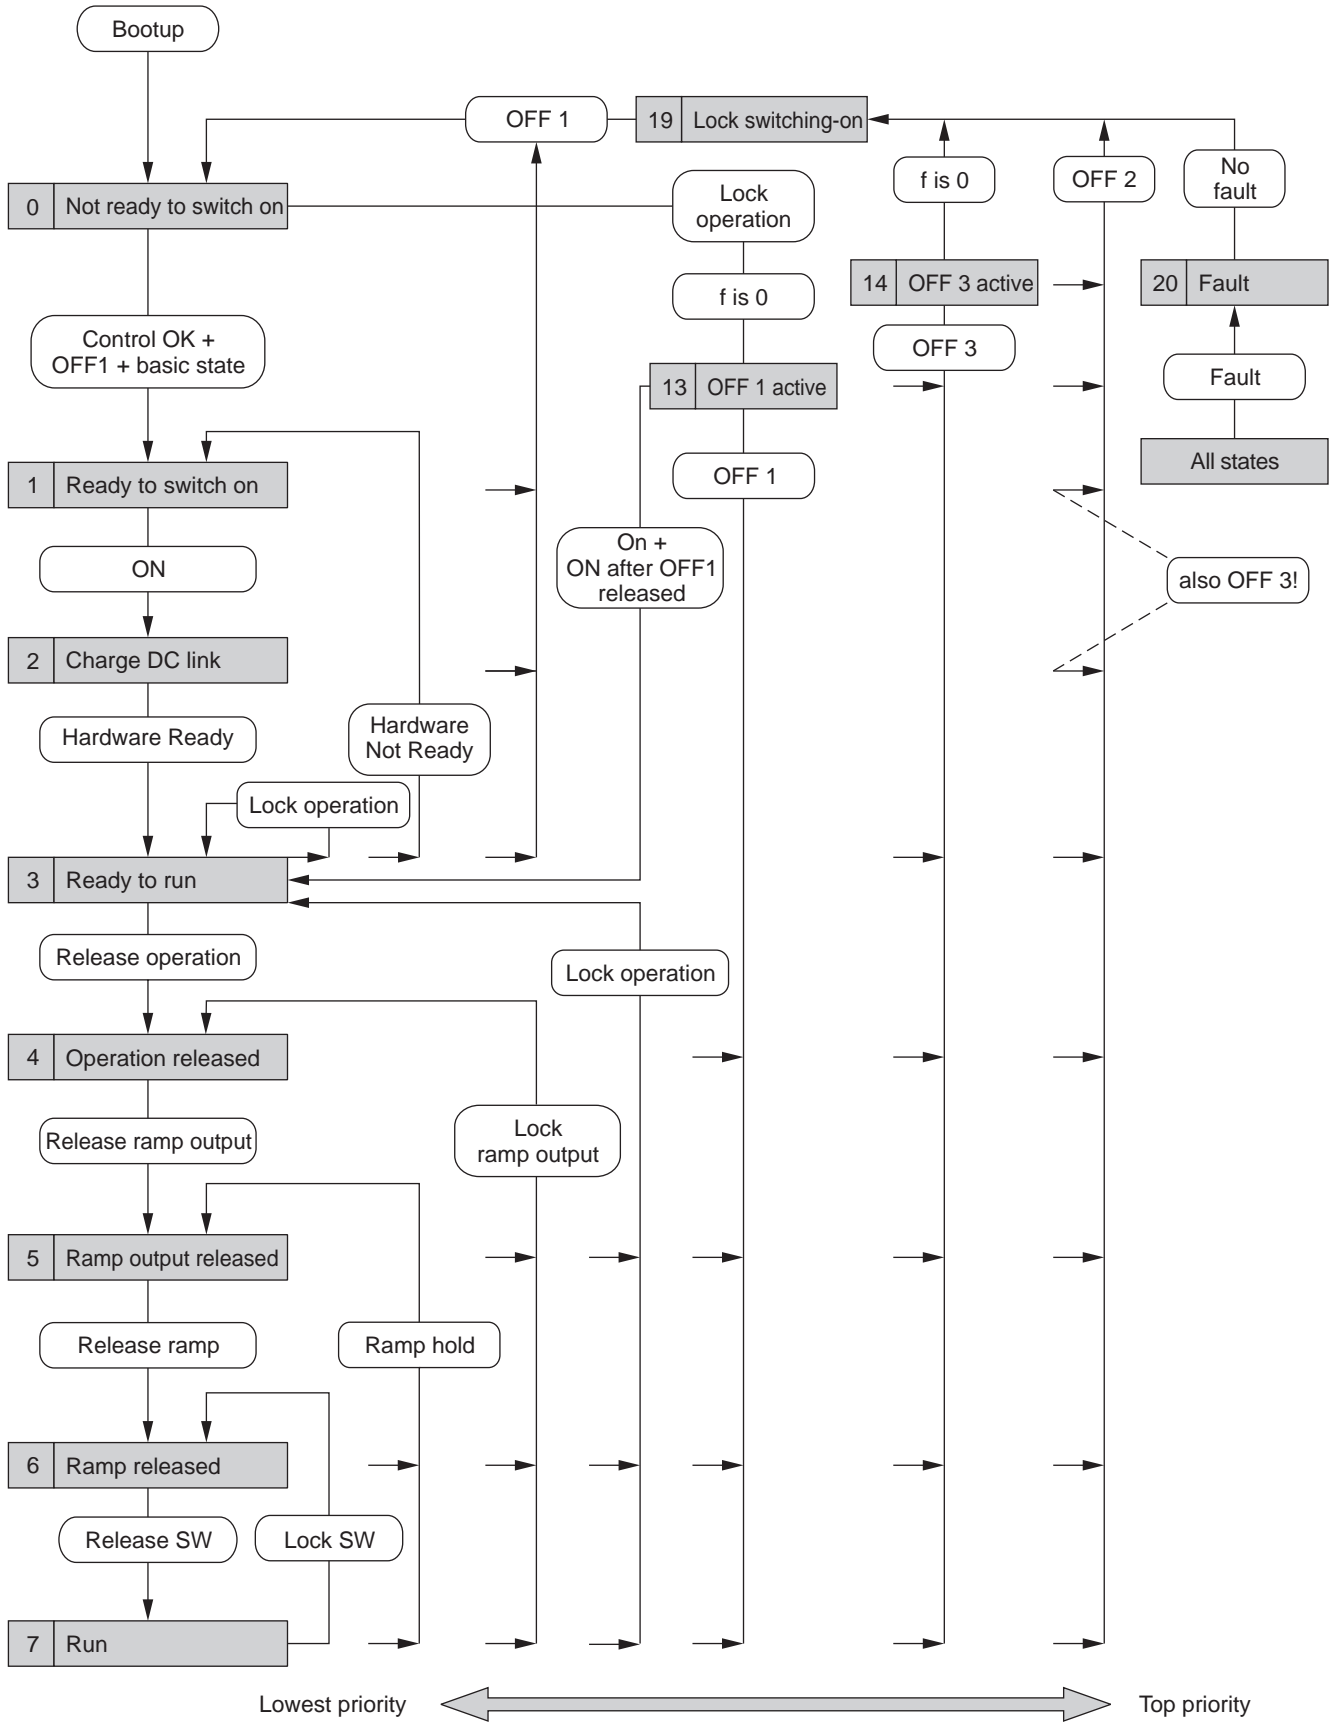 Bootup
OFF 1
19 Lock switching-on
f is 0
OFF 2
No
fault
0 Not ready to switch on
Lock
operation
14 OFF 3 active
20 Fault
f is 0
Control OK +
OFF1 + basic state
OFF 3
Fault
13 OFF 1 active
All states
1 Ready to switch on
OFF 1
ON
On +
ON after OFF1
released
also OFF 3!
2 Charge DC link
Hardware Ready
Hardware
Not Ready
Lock operation
3 Ready to run
Release operation
Lock operation
4 Operation released
Release ramp output
Lock
ramp output
5 Ramp output released
Release ramp
Ramp hold
6 Ramp released
Release SW
Lock SW
7 Run
Lowest priority
Top priority